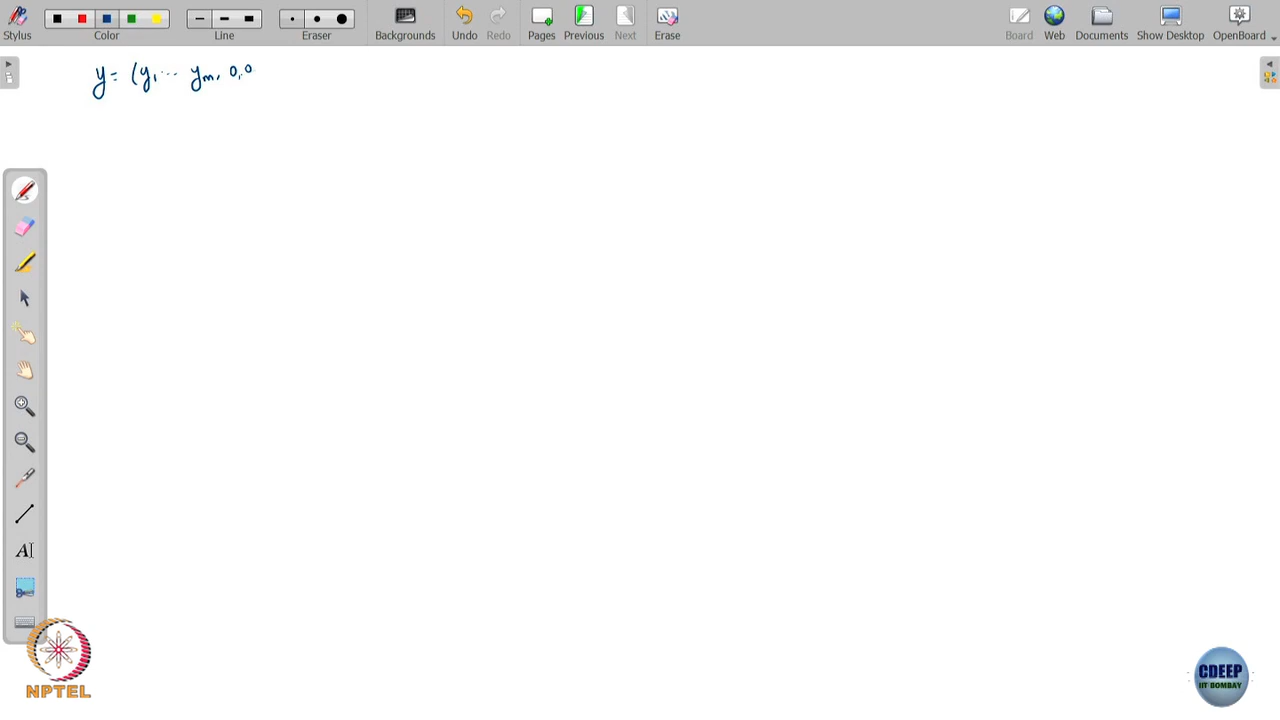 Stylus Color Line Eraser Backgrounds Undo Redo Pages Previous Next Erase Board Web Documents Show Desktop OpenBoard
y = (y₁ ··· yₘ, 0,0
A
NPTEL
CDEEP
IIT BOMBAY